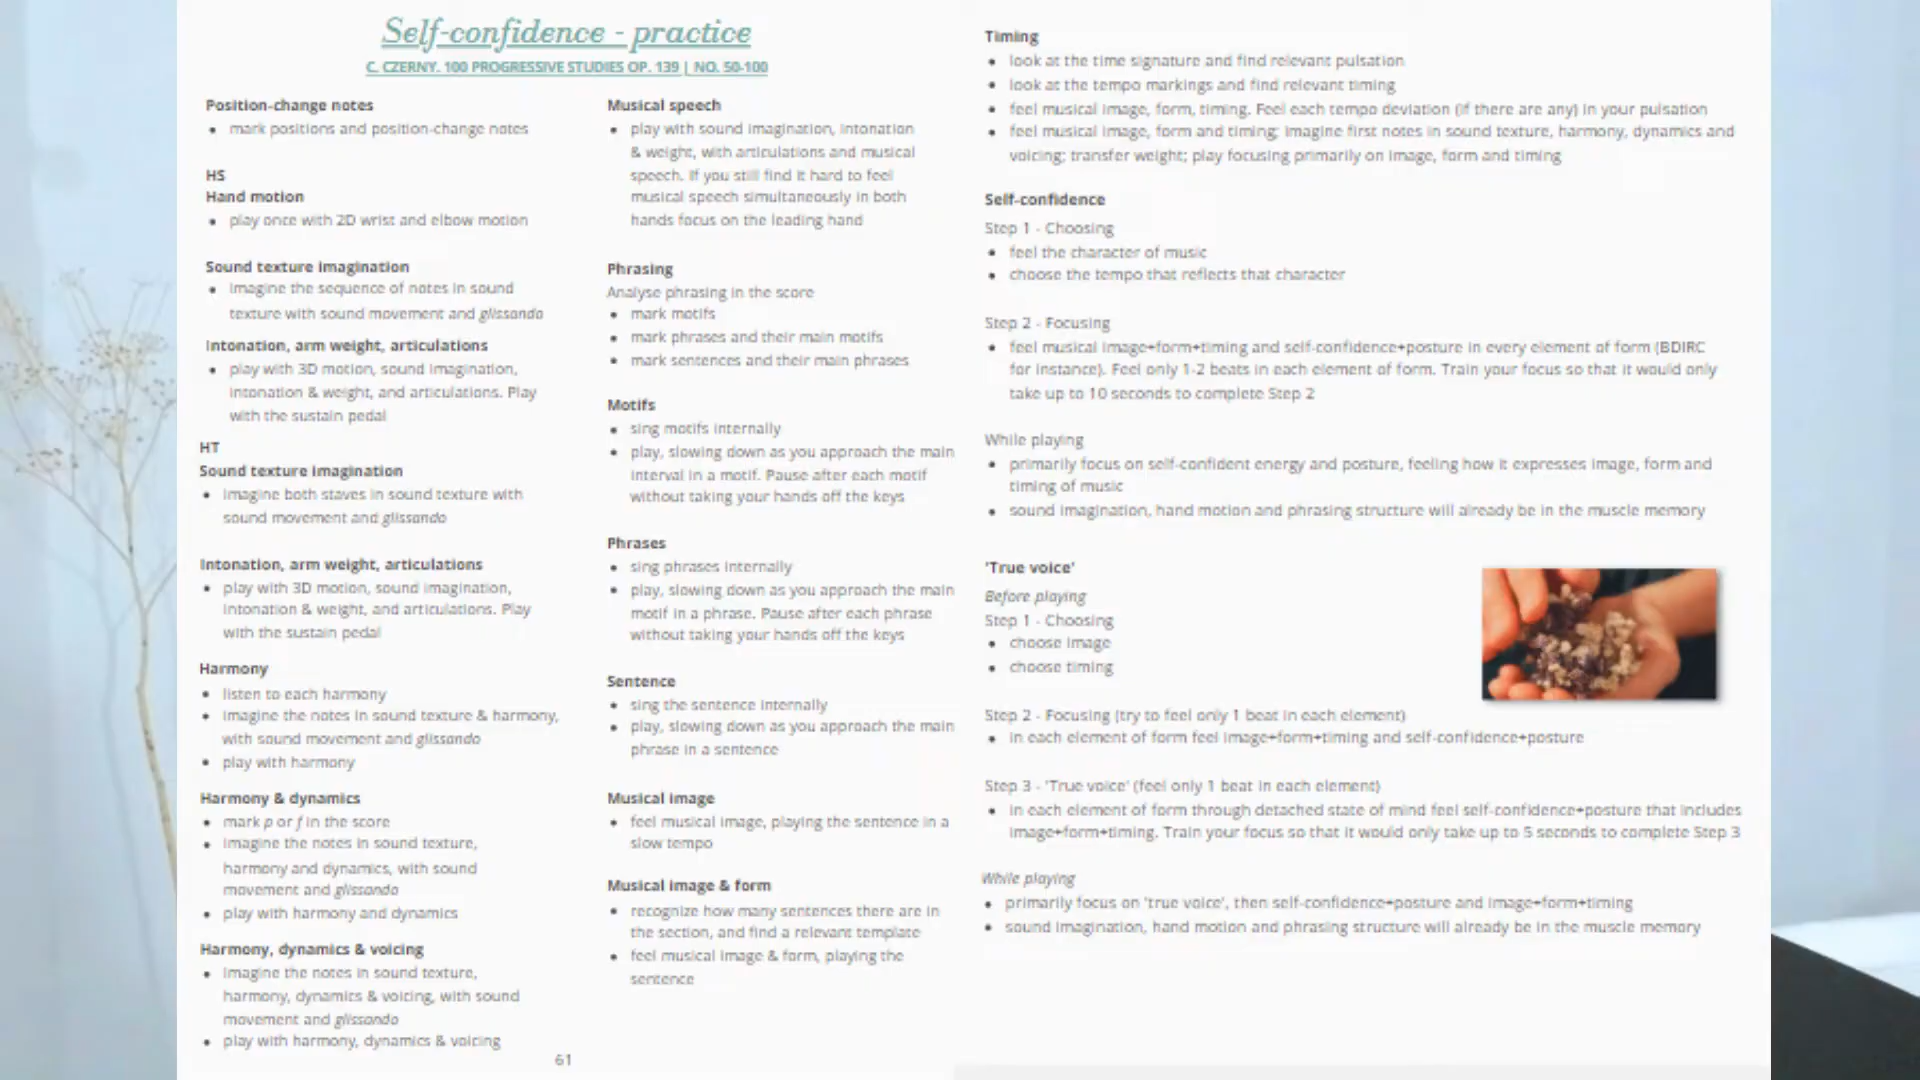 Self-confidence - practice
C. CZERNY. 100 PROGRESSIVE STUDIES OP. 139 | NO. 50-100
Position-change notes
• mark positions and position-change notes
HS
Hand motion
• play once with 2D wrist and elbow motion
Sound texture imagination
• imagine the sequence of notes in sound
texture with sound movement and glissando
Intonation, arm weight, articulations
• play with 3D motion, sound imagination,
intonation & weight, and articulations. Play
with the sustain pedal
HT
Sound texture imagination
• imagine both staves in sound texture with
sound movement and glissando
Intonation, arm weight, articulations
• play with 3D motion, sound imagination,
intonation & weight, and articulations. Play
with the sustain pedal
Harmony
• listen to each harmony
• imagine the notes in sound texture & harmony,
with sound movement and glissando
• play with harmony
Harmony & dynamics
• mark p or f in the score
• imagine the notes in sound texture,
harmony and dynamics, with sound
movement and glissando
• play with harmony and dynamics
Harmony, dynamics & voicing
• imagine the notes in sound texture,
harmony, dynamics & voicing, with sound
movement and glissando
• play with harmony, dynamics & voicing
61
Musical speech
• play with sound imagination, intonation
& weight, with articulations and musical
speech. If you still find it hard to feel
musical speech simultaneously in both
hands focus on the leading hand
Phrasing
Analyse phrasing in the score
• mark motifs
• mark phrases and their main motifs
• mark sentences and their main phrases
Motifs
• sing motifs internally
• play, slowing down as you approach the main
interval in a motif. Pause after each motif
without taking your hands off the keys
Phrases
• sing phrases internally
• play, slowing down as you approach the main
motif in a phrase. Pause after each phrase
without taking your hands off the keys
Sentence
• sing the sentence internally
• play, slowing down as you approach the main
phrase in a sentence
Musical image
• feel musical image, playing the sentence in a
slow tempo
Musical image & form
• recognize how many sentences there are in
the section, and find a relevant template
• feel musical image & form, playing the
sentence
Timing
• look at the time signature and find relevant pulsation
• look at the tempo markings and find relevant timing
• feel musical image, form, timing. Feel each tempo deviation (if there are any) in your pulsation
• feel musical image, form and timing; imagine first notes in sound texture, harmony, dynamics and
voicing; transfer weight; play focusing primarily on image, form and timing
Self-confidence
Step 1 - Choosing
• feel the character of music
• choose the tempo that reflects that character
Step 2 - Focusing
• feel musical image+form+timing and self-confidence+posture in every element of form (BDIRC
for instance). Feel only 1-2 beats in each element of form. Train your focus so that it would only
take up to 10 seconds to complete Step 2
While playing
• primarily focus on self-confident energy and posture, feeling how it expresses image, form and
timing of music
• sound imagination, hand motion and phrasing structure will already be in the muscle memory
'True voice'
Before playing
Step 1 - Choosing
• choose image
• choose timing
Step 2 - Focusing (try to feel only 1 beat in each element)
• in each element of form feel image+form+timing and self-confidence+posture
Step 3 - 'True voice' (feel only 1 beat in each element)
• in each element of form through detached state of mind feel self-confidence+posture that includes
image+form+timing. Train your focus so that it would only take up to 5 seconds to complete Step 3
While playing
• primarily focus on 'true voice', then self-confidence+posture and image+form+timing
• sound imagination, hand motion and phrasing structure will already be in the muscle memory